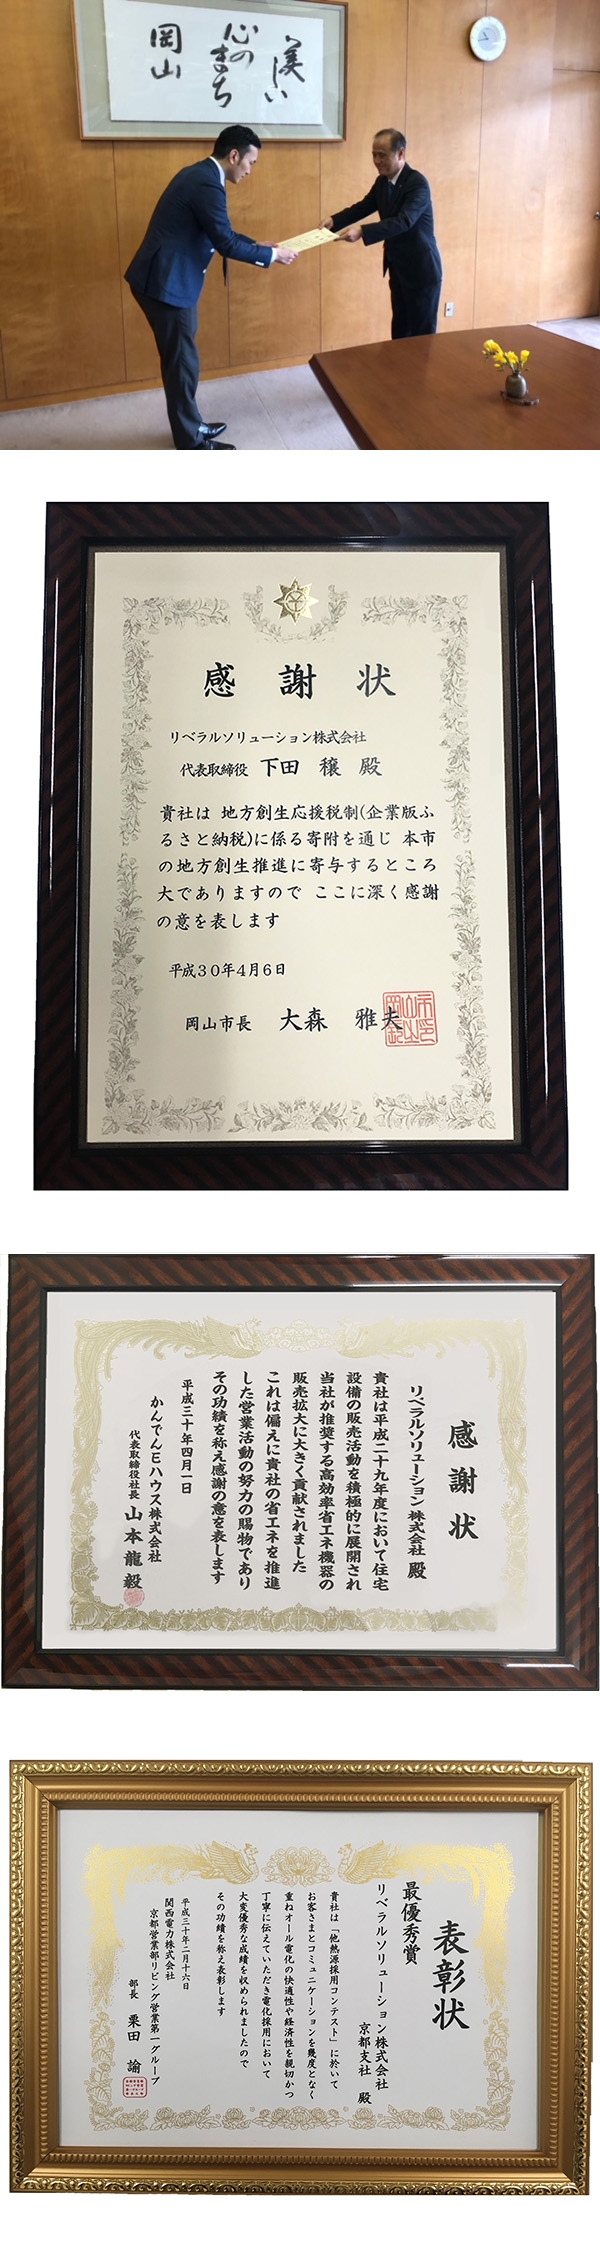 美しい
心のまち
岡山
感謝状
リベラルソリューション株式会社
代表取締役 下田 穣 殿
貴社は 地方創生応援税制(企業版ふ
るさと納税)に係る寄附を通じ 本市
の地方創生推進に寄与するところ
大でありますので ここに深く感謝
の意を表します
平成30年4月6日
岡山市長 大森 雅夫
岡山市長印
感謝状
リベラルソリューション株式会社 殿
貴社は平成二十九年度において住宅
設備の販売活動を積極的に展開され
当社が推奨する高効率省エネ機器の
販売拡大に大きく貢献されました
これは偏えに貴社の省エネを推進
した営業活動の努力の賜物であり
その功績を称え感謝の意を表します
平成三十年四月一日
かんでんEハウス株式会社
代表取締役社長 山本龍毅
表彰状
最優秀賞
リベラルソリューション株式会社
京都支社 殿
貴社は「他熱源採用コンテスト」に於いて
お客さまとコミュニケーションを幾度となく
重ねオール電化の快適性や経済性を親切かつ
丁寧に伝えていただき電化採用において
大変優秀な成績を収められましたので
その功績を称え表彰します
平成三十年二月十六日
関西電力株式会社
京都営業部リビング営業第一グループ
部長 栗田 諭